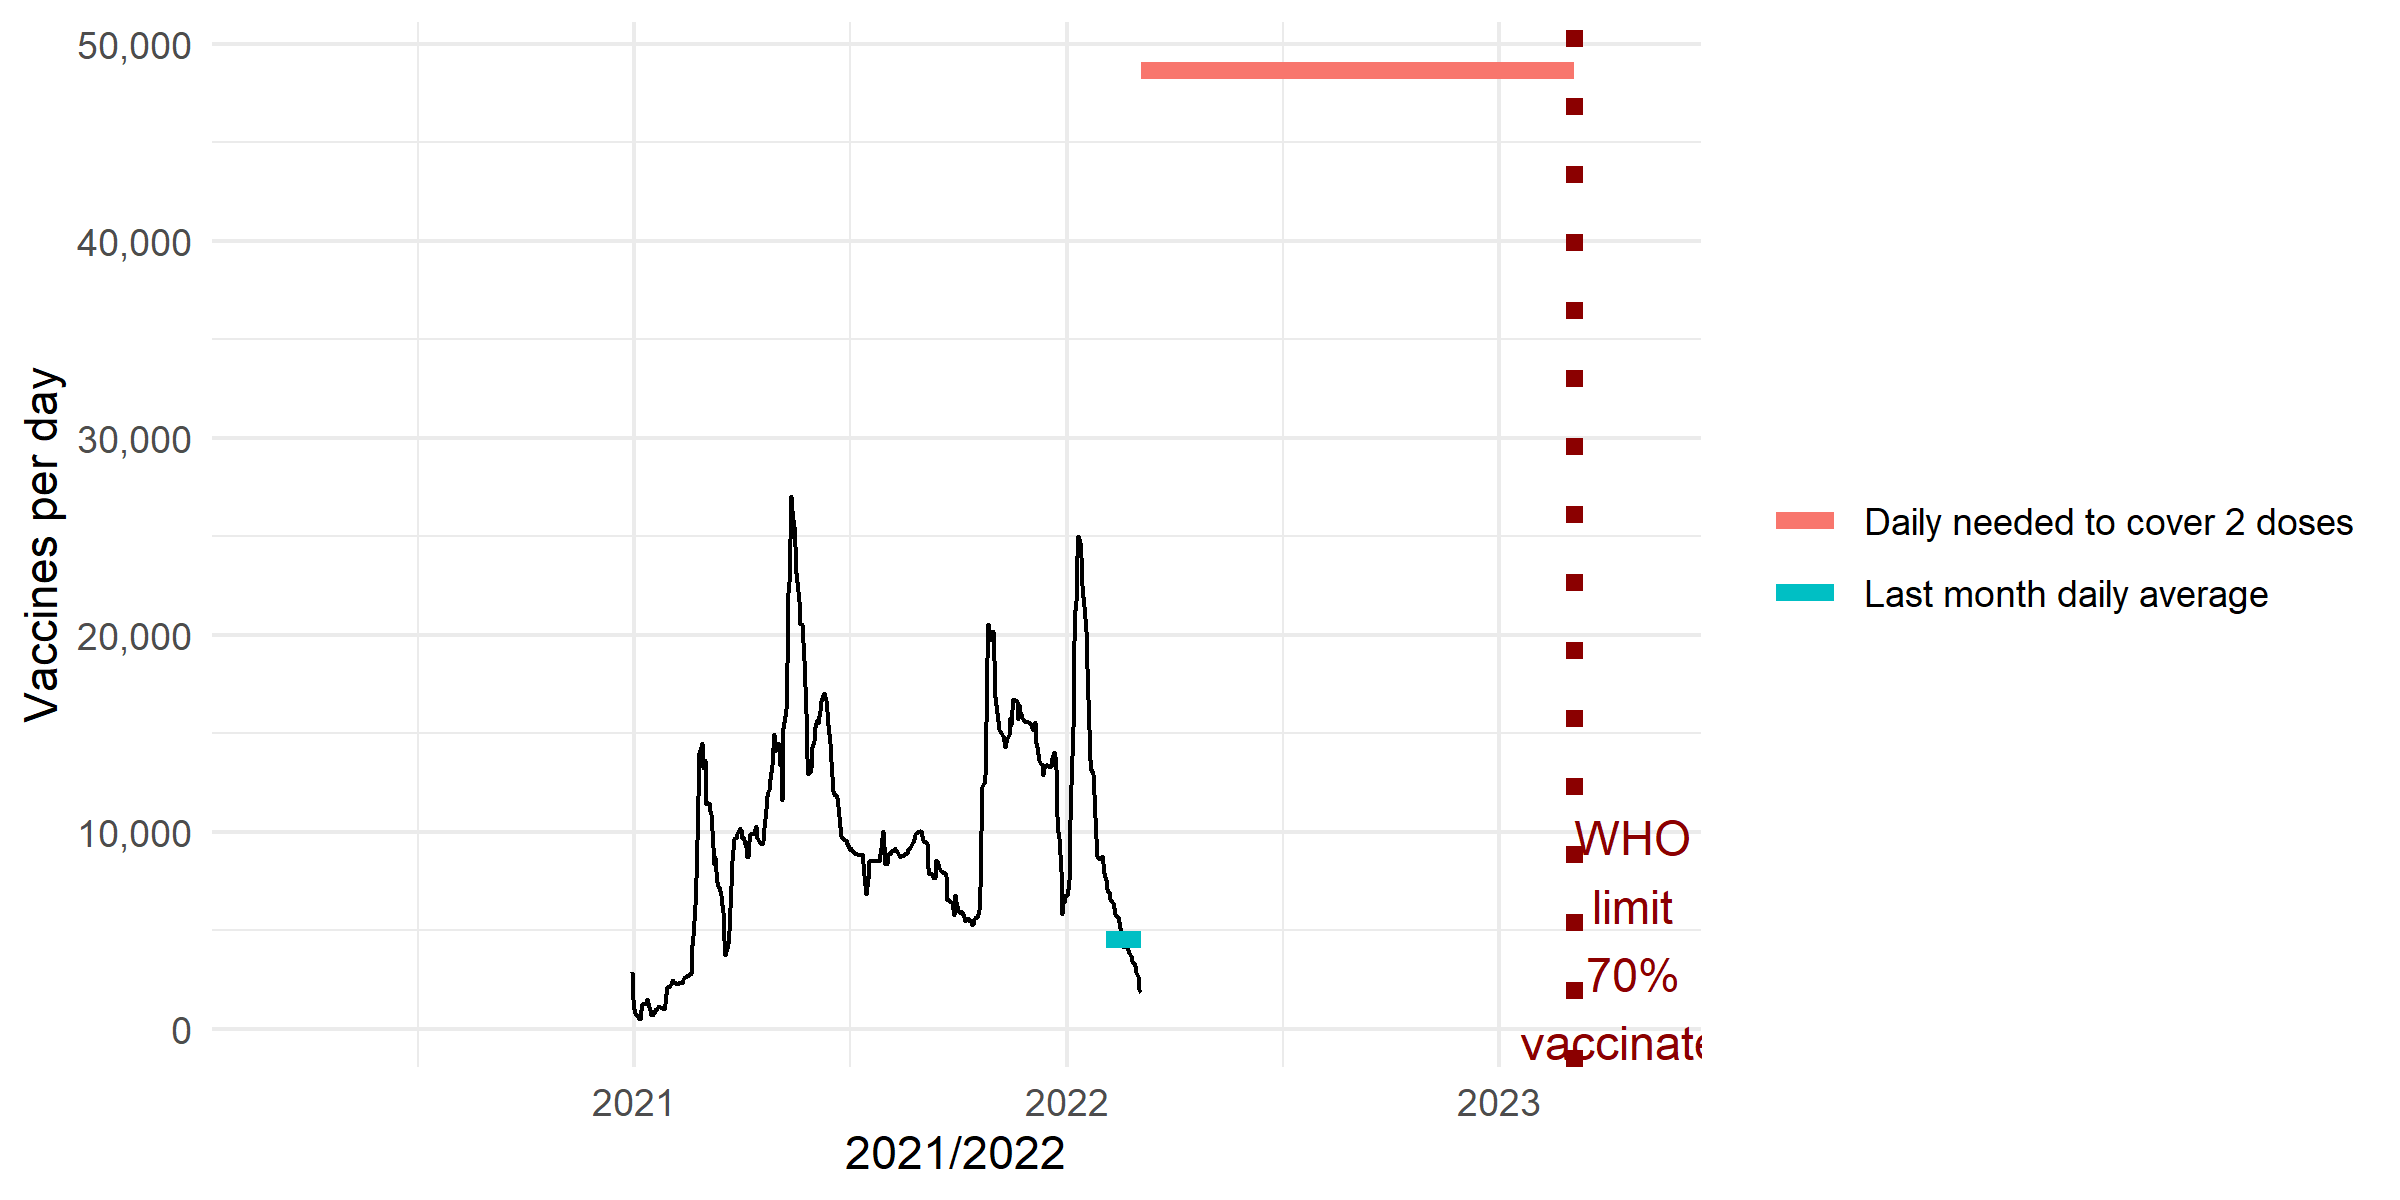 50,000
40,000
30,000
20,000
10,000
0
Vaccines per day
2021
2022
2023
2021/2022
WHO
limit
70%
vaccinate
Daily needed to cover 2 doses
Last month daily average